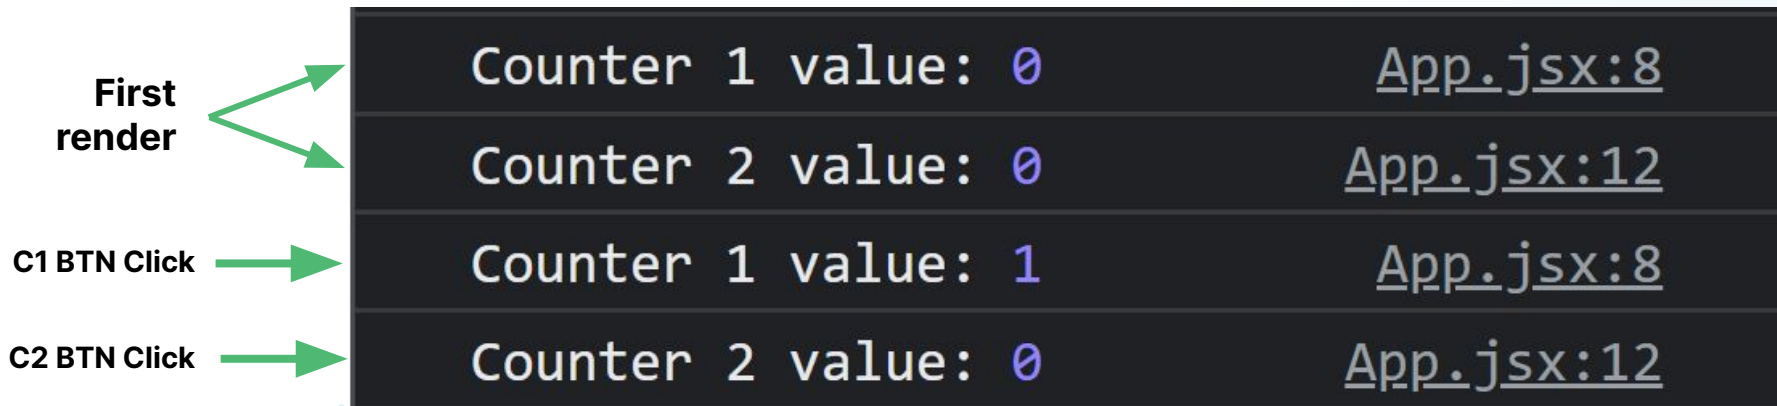 First
render
Counter 1 value: 0 App.jsx:8
Counter 2 value: 0 App.jsx:12
C1 BTN Click
Counter 1 value: 1 App.jsx:8
C2 BTN Click
Counter 2 value: 0 App.jsx:12